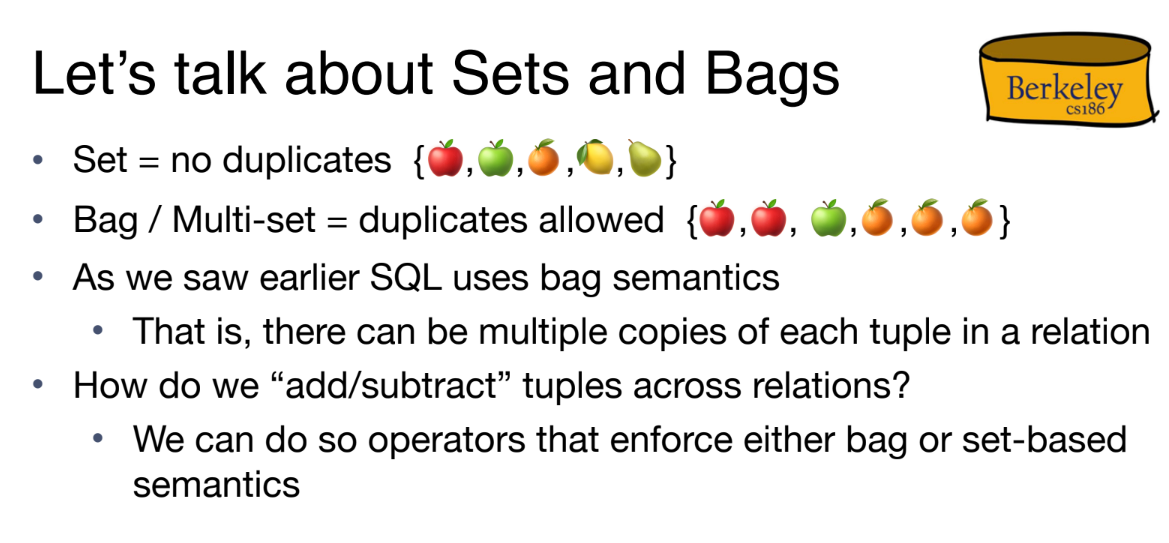 Let’s talk about Sets and Bags
Berkeley
cs186
• Set = no duplicates {🍎,🍏,🍊,🍋,🍐}
• Bag / Multi-set = duplicates allowed {🍎,🍎, 🍏,🍊,🍊,🍊}
• As we saw earlier SQL uses bag semantics
• That is, there can be multiple copies of each tuple in a relation
• How do we “add/subtract” tuples across relations?
• We can do so operators that enforce either bag or set-based
semantics